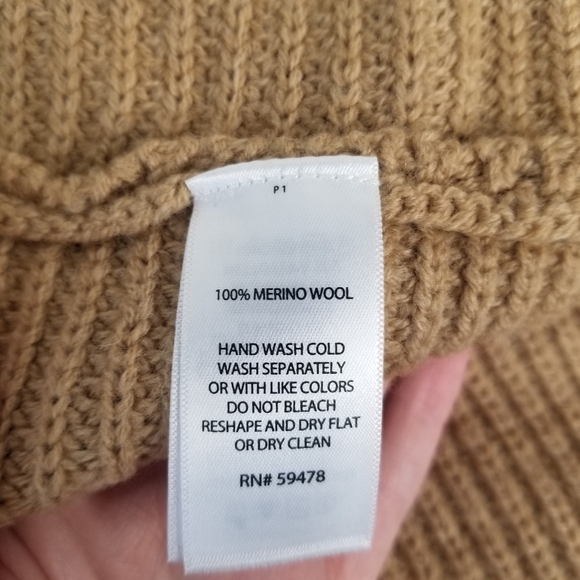 P 1
100% MERINO WOOL
HAND WASH COLD
WASH SEPARATELY
OR WITH LIKE COLORS
DO NOT BLEACH
RESHAPE AND DRY FLAT
OR DRY CLEAN
RN# 59478